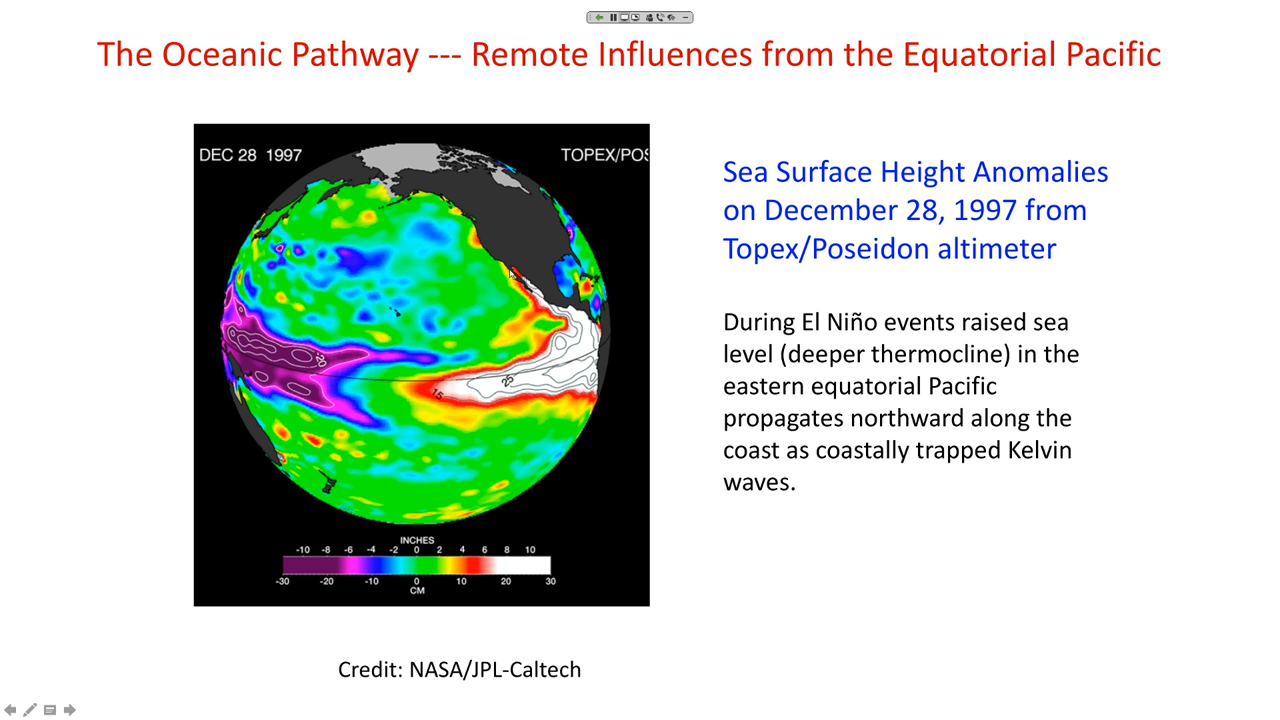 The Oceanic Pathway --- Remote Influences from the Equatorial Pacific
DEC 28 1997
TOPEX/POS
Sea Surface Height Anomalies
on December 28, 1997 from
Topex/Poseidon altimeter
During El Niño events raised sea
level (deeper thermocline) in the
eastern equatorial Pacific
propagates northward along the
coast as coastally trapped Kelvin
waves.
25
15
INCHES
-10 -8 -6 -4 -2 0 2 4 6 8 10
-30 -20 -10 0 10 20 30
CM
Credit: NASA/JPL-Caltech